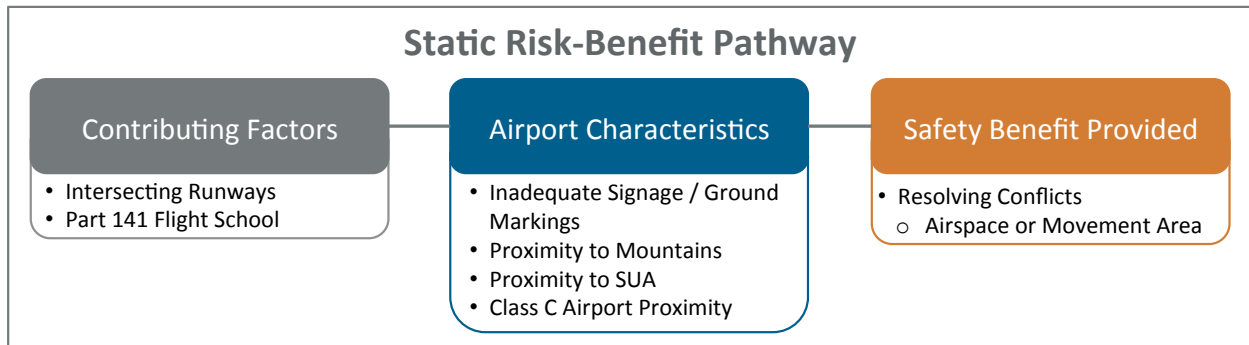 Static Risk-Benefit Pathway
Contributing Factors
• Intersecting Runways
• Part 141 Flight School
Airport Characteristics
• Inadequate Signage / Ground
Markings
• Proximity to Mountains
• Proximity to SUA
• Class C Airport Proximity
Safety Benefit Provided
• Resolving Conflicts
o Airspace or Movement Area